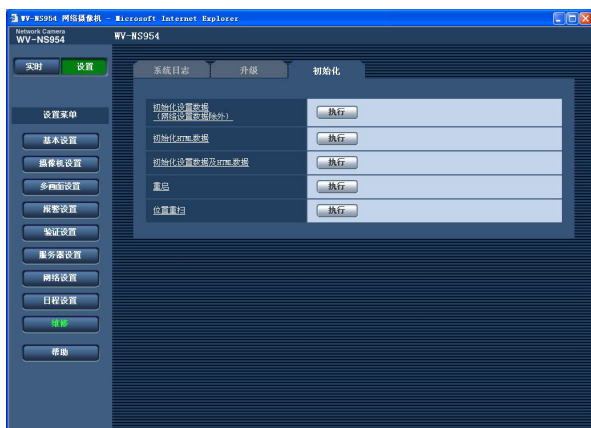 WV-NS954 网络摄像机 - Microsoft Internet Explorer
Network Camera
WV-NS954
WV-NS954
实时
设置
系统日志
升级
初始化
设置菜单
基本设置
摄像机设置
多画面设置
报警设置
验证设置
服务器设置
网络设置
日程设置
维修
帮助
初始化设置数据
（网络设置数据除外）
执行
初始化HTML数据
执行
初始化设置数据及HTML数据
执行
重启
执行
位置重扫
执行